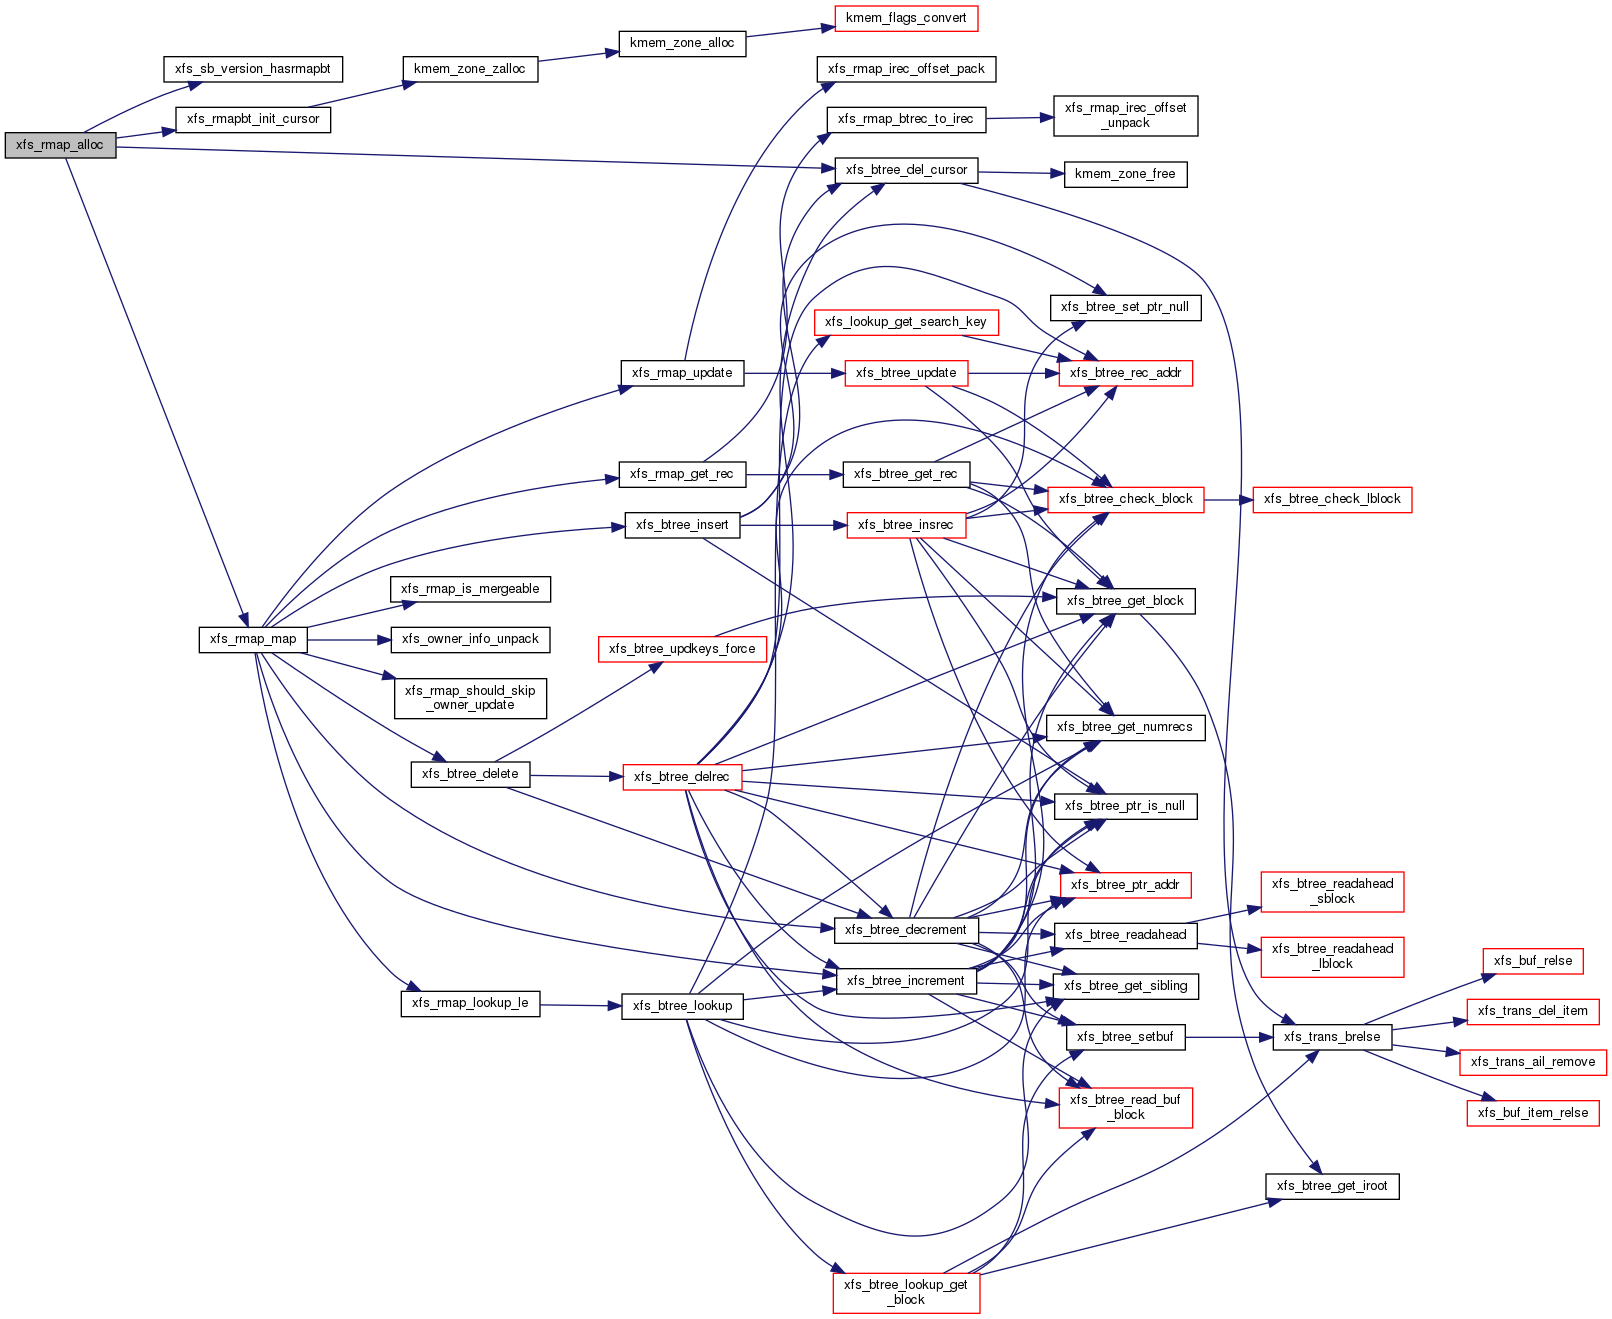 kmem_flags_convert
kmem_zone_alloc
xfs_sb_version_hasrmapbt
kmem_zone_zalloc
xfs_rmap_irec_offset_pack
xfs_rmapbt_init_cursor
xfs_rmap_btrec_to_irec
xfs_rmap_irec_offset
_unpack
xfs_rmap_alloc
xfs_btree_del_cursor
kmem_zone_free
xfs_btree_set_ptr_null
xfs_lookup_get_search_key
xfs_rmap_update
xfs_btree_update
xfs_btree_rec_addr
xfs_rmap_get_rec
xfs_btree_get_rec
xfs_btree_check_block
xfs_btree_check_lblock
xfs_btree_insert
xfs_btree_insrec
xfs_rmap_is_mergeable
xfs_btree_get_block
xfs_rmap_map
xfs_owner_info_unpack
xfs_btree_updkeys_force
xfs_rmap_should_skip
_owner_update
xfs_btree_get_numrecs
xfs_btree_delete
xfs_btree_delrec
xfs_btree_ptr_is_null
xfs_btree_ptr_addr
xfs_btree_readahead
_sblock
xfs_btree_decrement
xfs_btree_readahead
xfs_btree_readahead
_lblock
xfs_buf_relse
xfs_btree_increment
xfs_btree_get_sibling
xfs_rmap_lookup_le
xfs_btree_lookup
xfs_trans_del_item
xfs_btree_setbuf
xfs_trans_brelse
xfs_trans_ail_remove
xfs_btree_read_buf
_block
xfs_buf_item_relse
xfs_btree_get_iroot
xfs_btree_lookup_get
_block